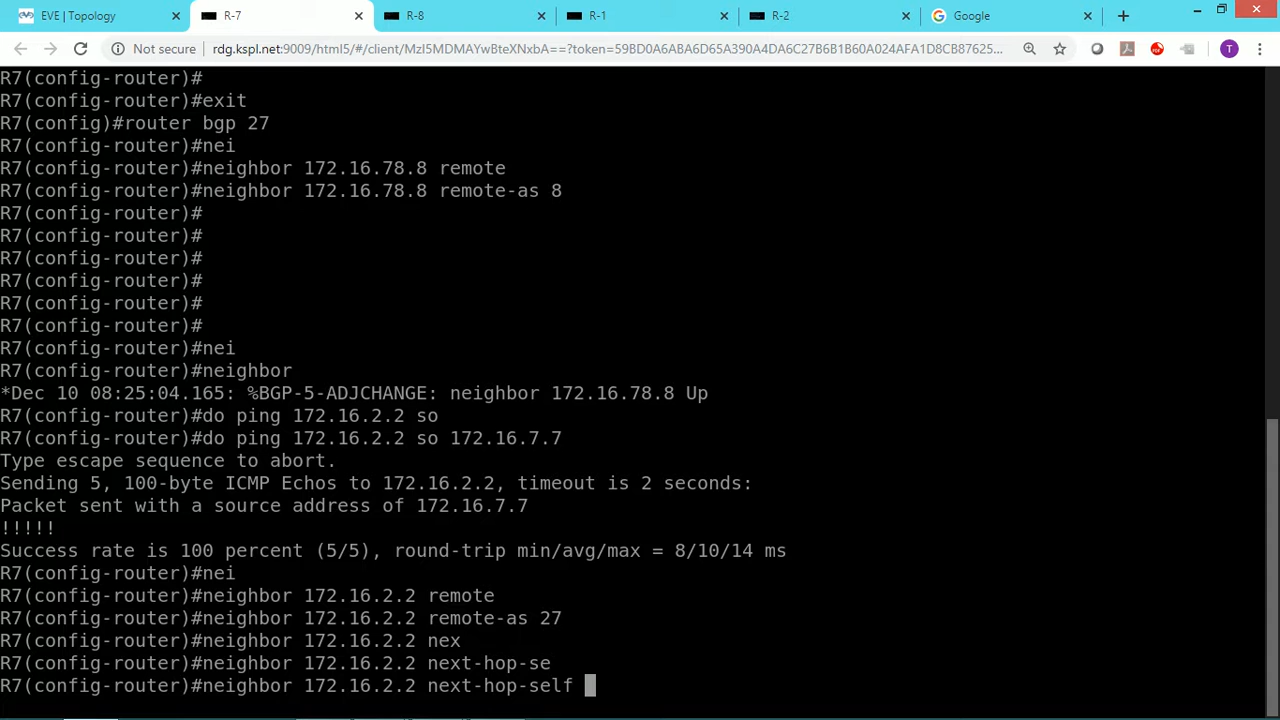 EVE | Topology
R-7
R-8
R-1
R-2
Google
Not secure rdg.kspl.net:9009/html5/#/client/MzI5MDMAYwBteXNxbA==?token=59BD0A6ABA6D65A390A4DA6C27B6B1B60A024AFA1D8CB87625...
T
R7(config-router)#
R7(config-router)#exit
R7(config)#router bgp 27
R7(config-router)#nei
R7(config-router)#neighbor 172.16.78.8 remote
R7(config-router)#neighbor 172.16.78.8 remote-as 8
R7(config-router)#
R7(config-router)#
R7(config-router)#
R7(config-router)#
R7(config-router)#
R7(config-router)#
R7(config-router)#nei
R7(config-router)#neighbor
*Dec 10 08:25:04.165: %BGP-5-ADJCHANGE: neighbor 172.16.78.8 Up
R7(config-router)#do ping 172.16.2.2 so
R7(config-router)#do ping 172.16.2.2 so 172.16.7.7
Type escape sequence to abort.
Sending 5, 100-byte ICMP Echos to 172.16.2.2, timeout is 2 seconds:
Packet sent with a source address of 172.16.7.7
!!!!!
Success rate is 100 percent (5/5), round-trip min/avg/max = 8/10/14 ms
R7(config-router)#nei
R7(config-router)#neighbor 172.16.2.2 remote
R7(config-router)#neighbor 172.16.2.2 remote-as 27
R7(config-router)#neighbor 172.16.2.2 nex
R7(config-router)#neighbor 172.16.2.2 next-hop-se
R7(config-router)#neighbor 172.16.2.2 next-hop-self